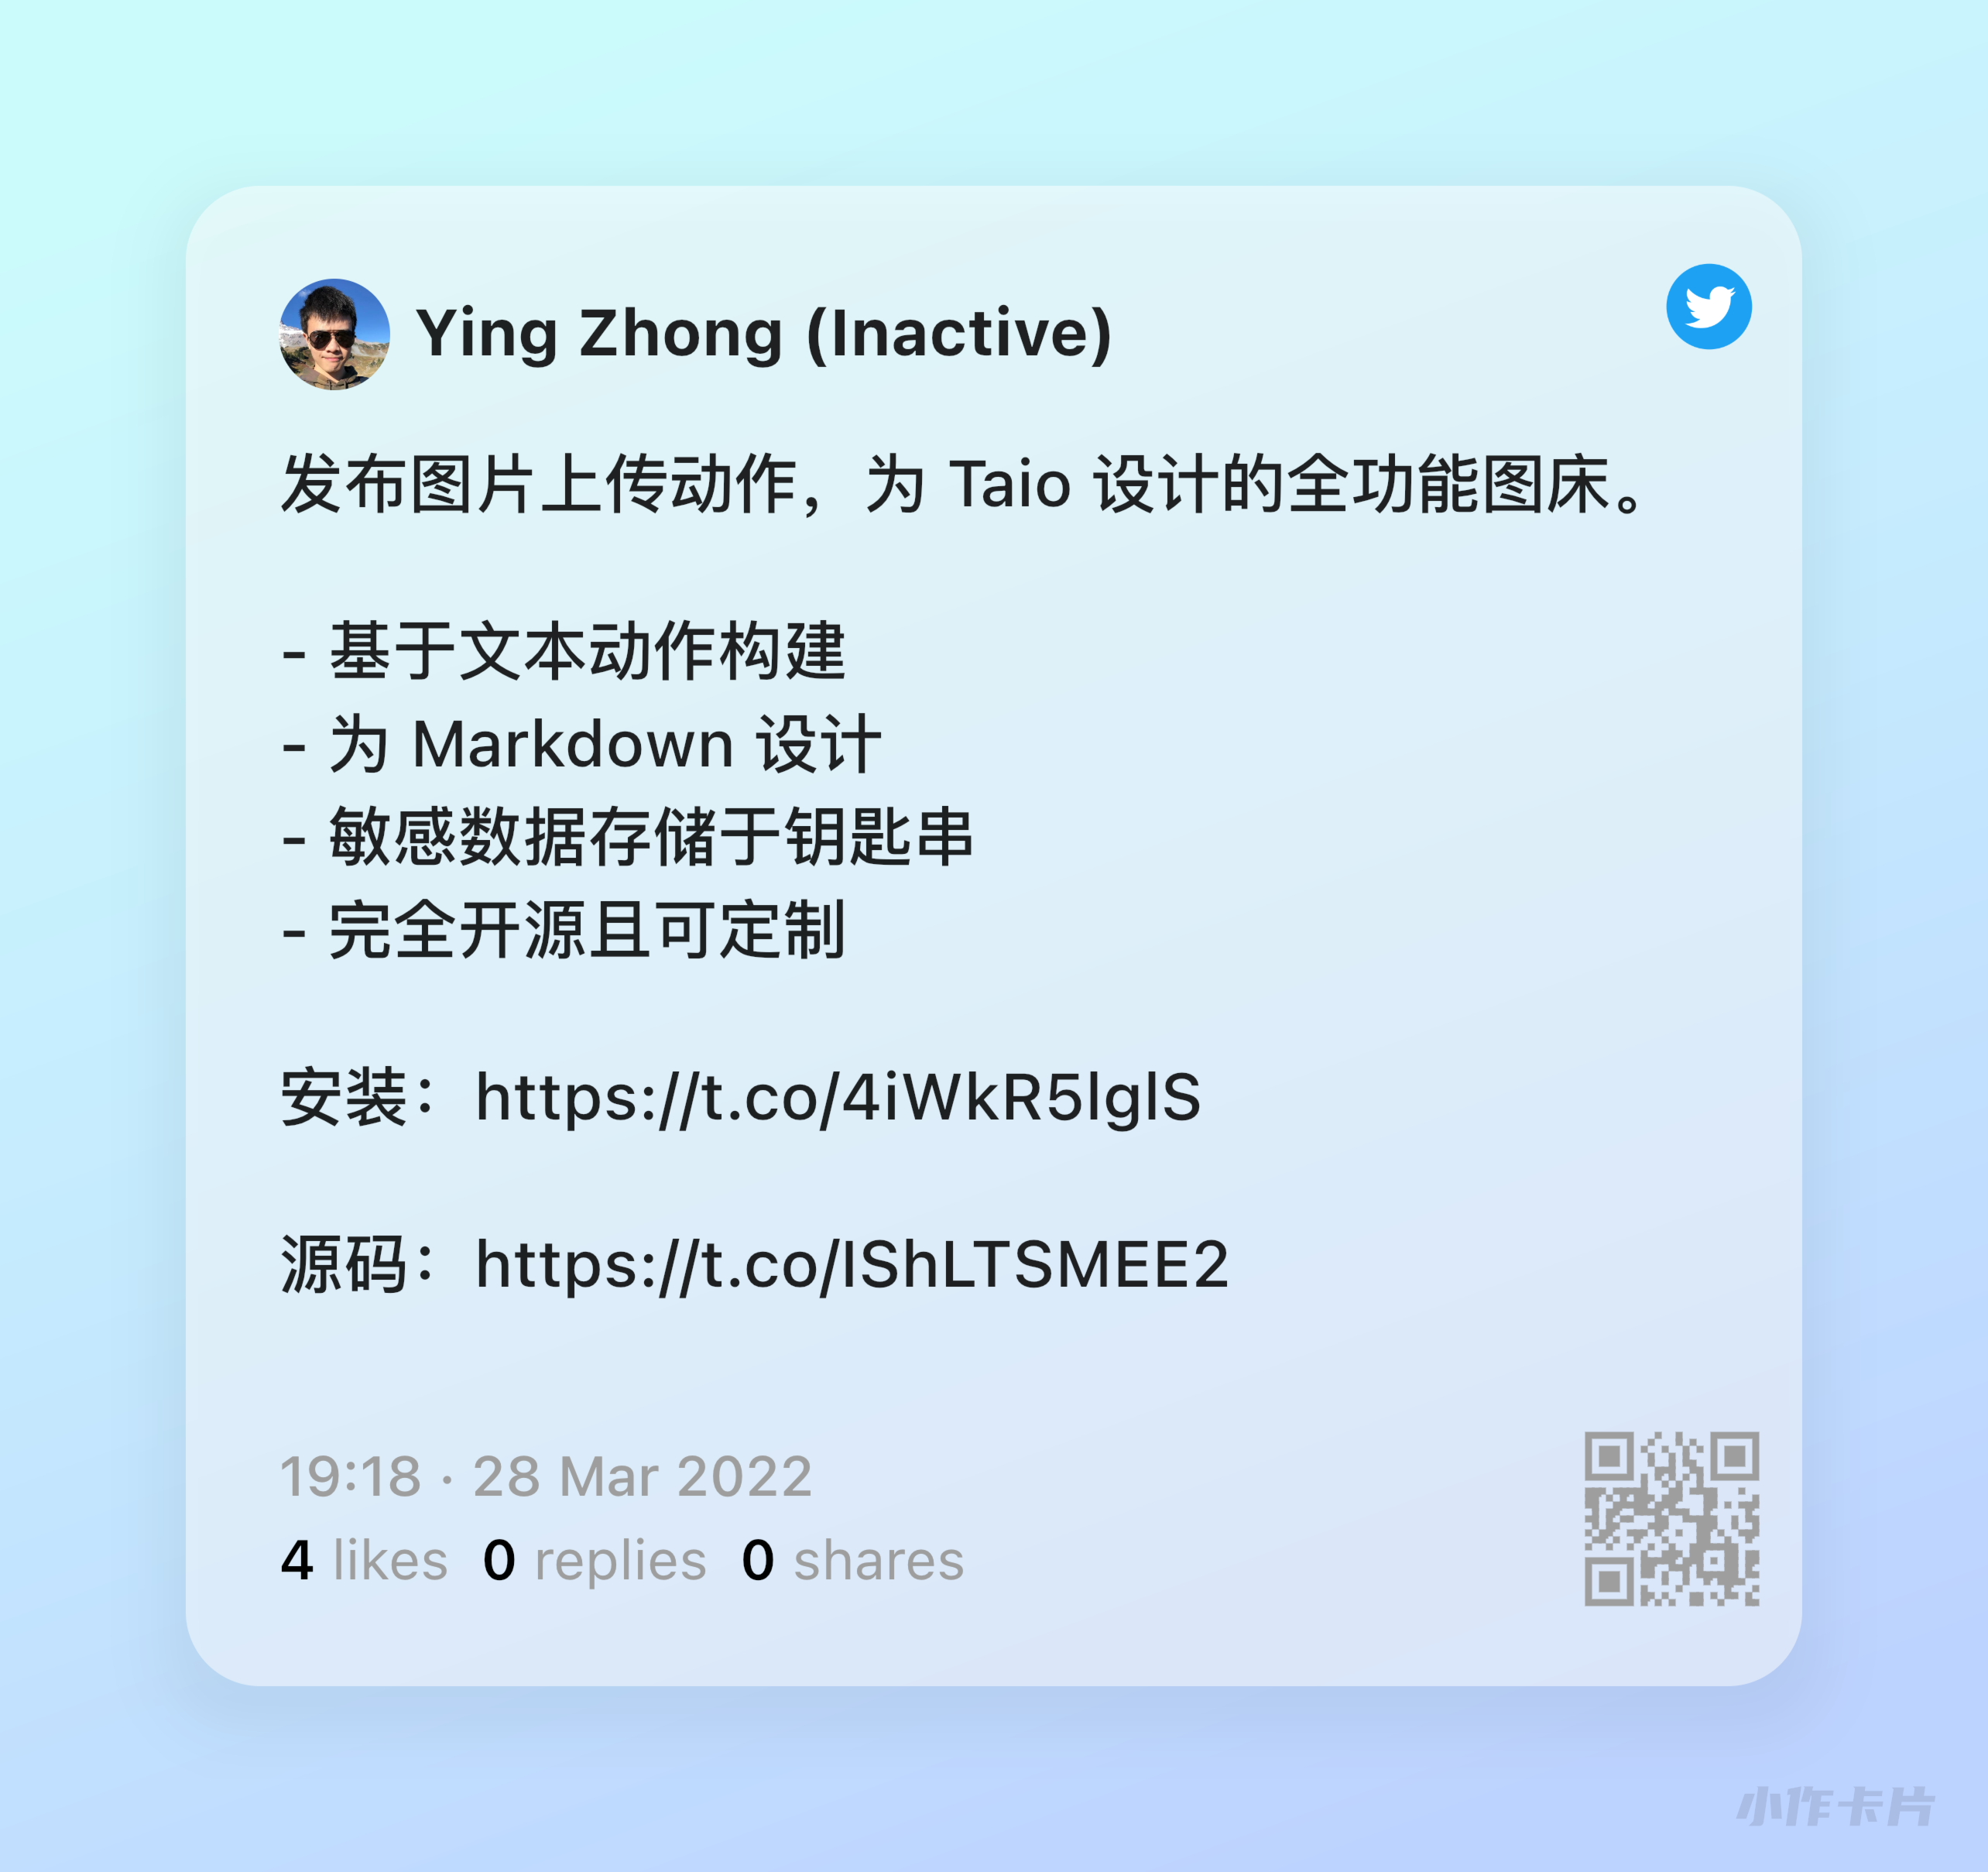 Ying Zhong (Inactive)
发布图片上传动作，为 Taio 设计的全功能图床。
- 基于文本动作构建
- 为 Markdown 设计
- 敏感数据存储于钥匙串
- 完全开源且可定制
安装：https://t.co/4iWkR5lglS
源码：https://t.co/IShLTSMEE2
19:18 · 28 Mar 2022
4 likes 0 replies 0 shares
小作卡片